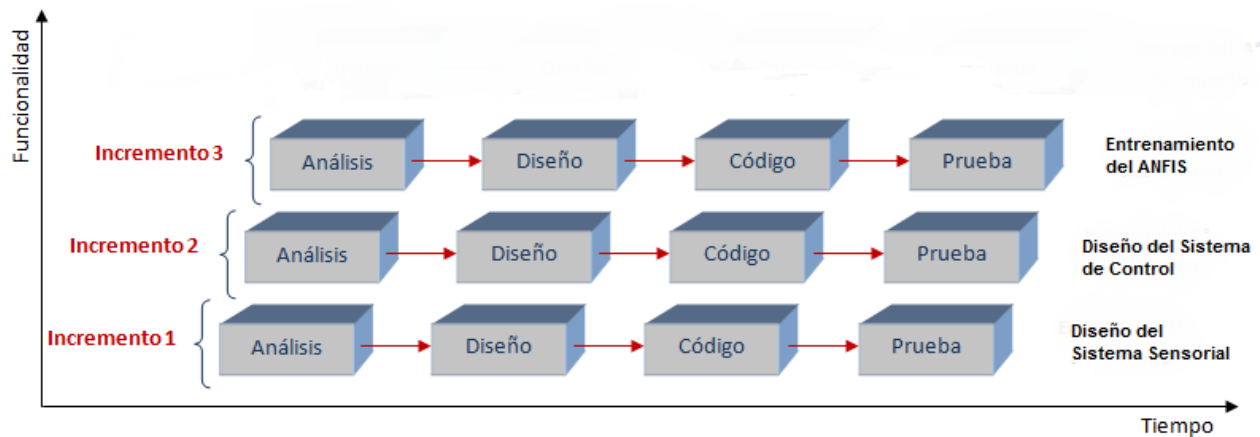 Funcionalidad
Incremento 3
Análisis
Diseño
Código
Prueba
Entrenamiento
del ANFIS
Incremento 2
Análisis
Diseño
Código
Prueba
Diseño del Sistema
de Control
Incremento 1
Análisis
Diseño
Código
Prueba
Diseño del
Sistema Sensorial
Tiempo